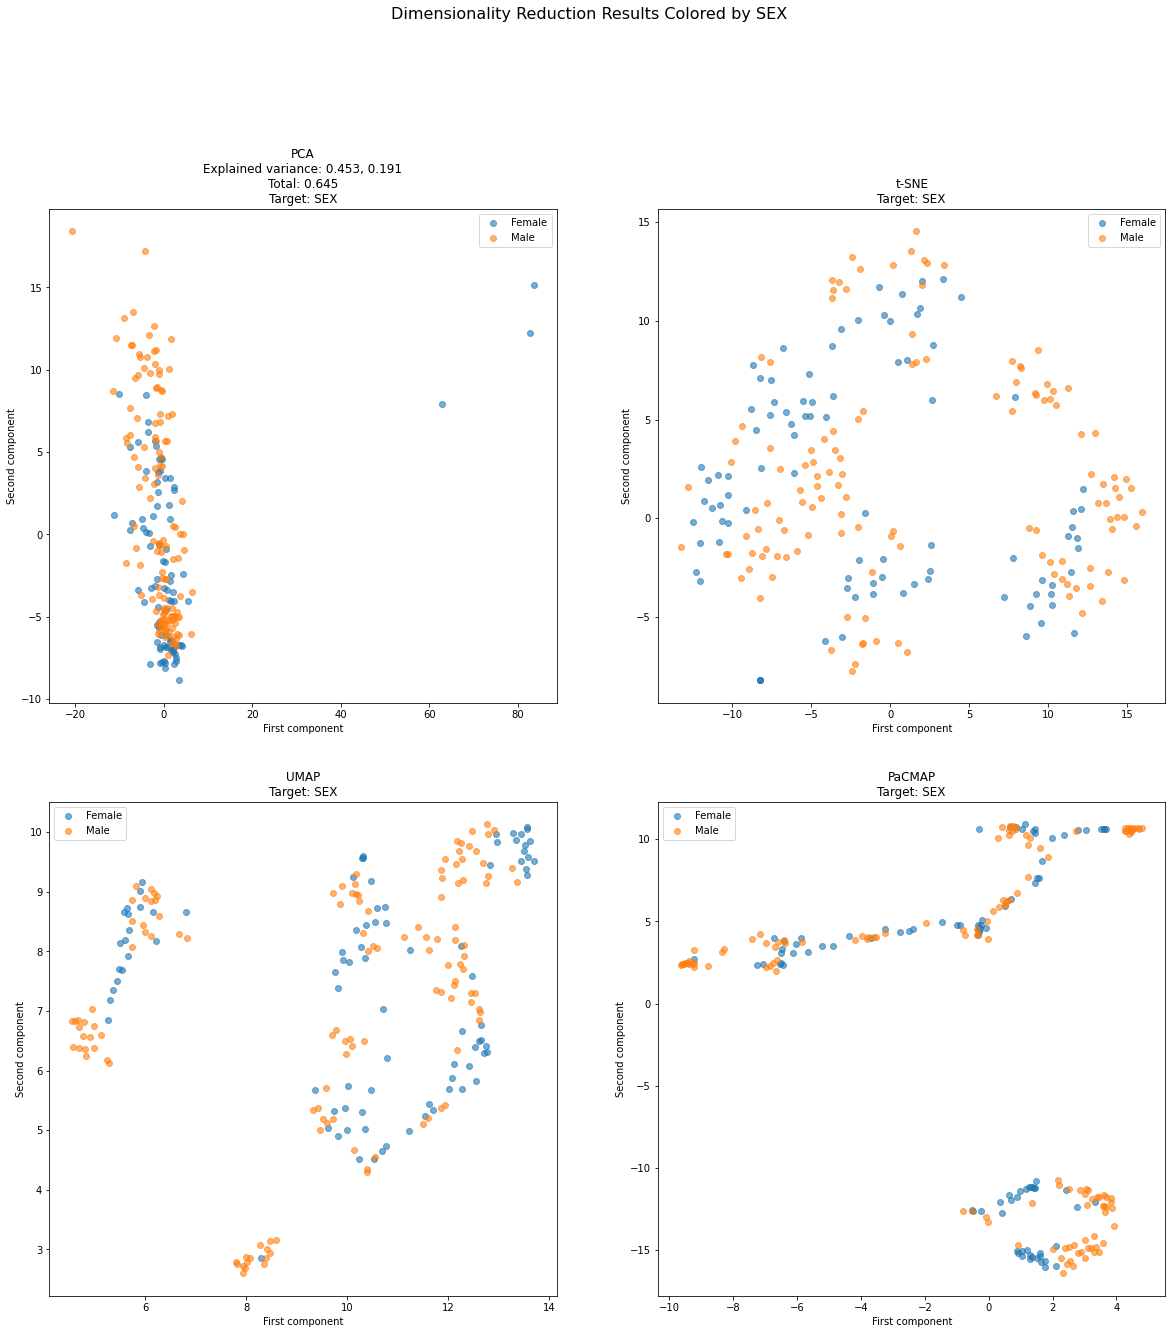 Dimensionality Reduction Results Colored by SEX
PCA
Explained variance: 0.453, 0.191
Total: 0.645
Target: SEX
Female
Male
15
10
5
0
−5
−10
Second component
−20
0
20
40
60
80
First component
t-SNE
Target: SEX
Female
Male
15
10
5
0
−5
Second component
−10
−5
0
5
10
15
First component
UMAP
Target: SEX
Female
Male
10
9
8
7
6
5
4
3
Second component
6
8
10
12
14
First component
PaCMAP
Target: SEX
Female
Male
10
5
0
−5
−10
−15
Second component
−10
−8
−6
−4
−2
0
2
4
First component